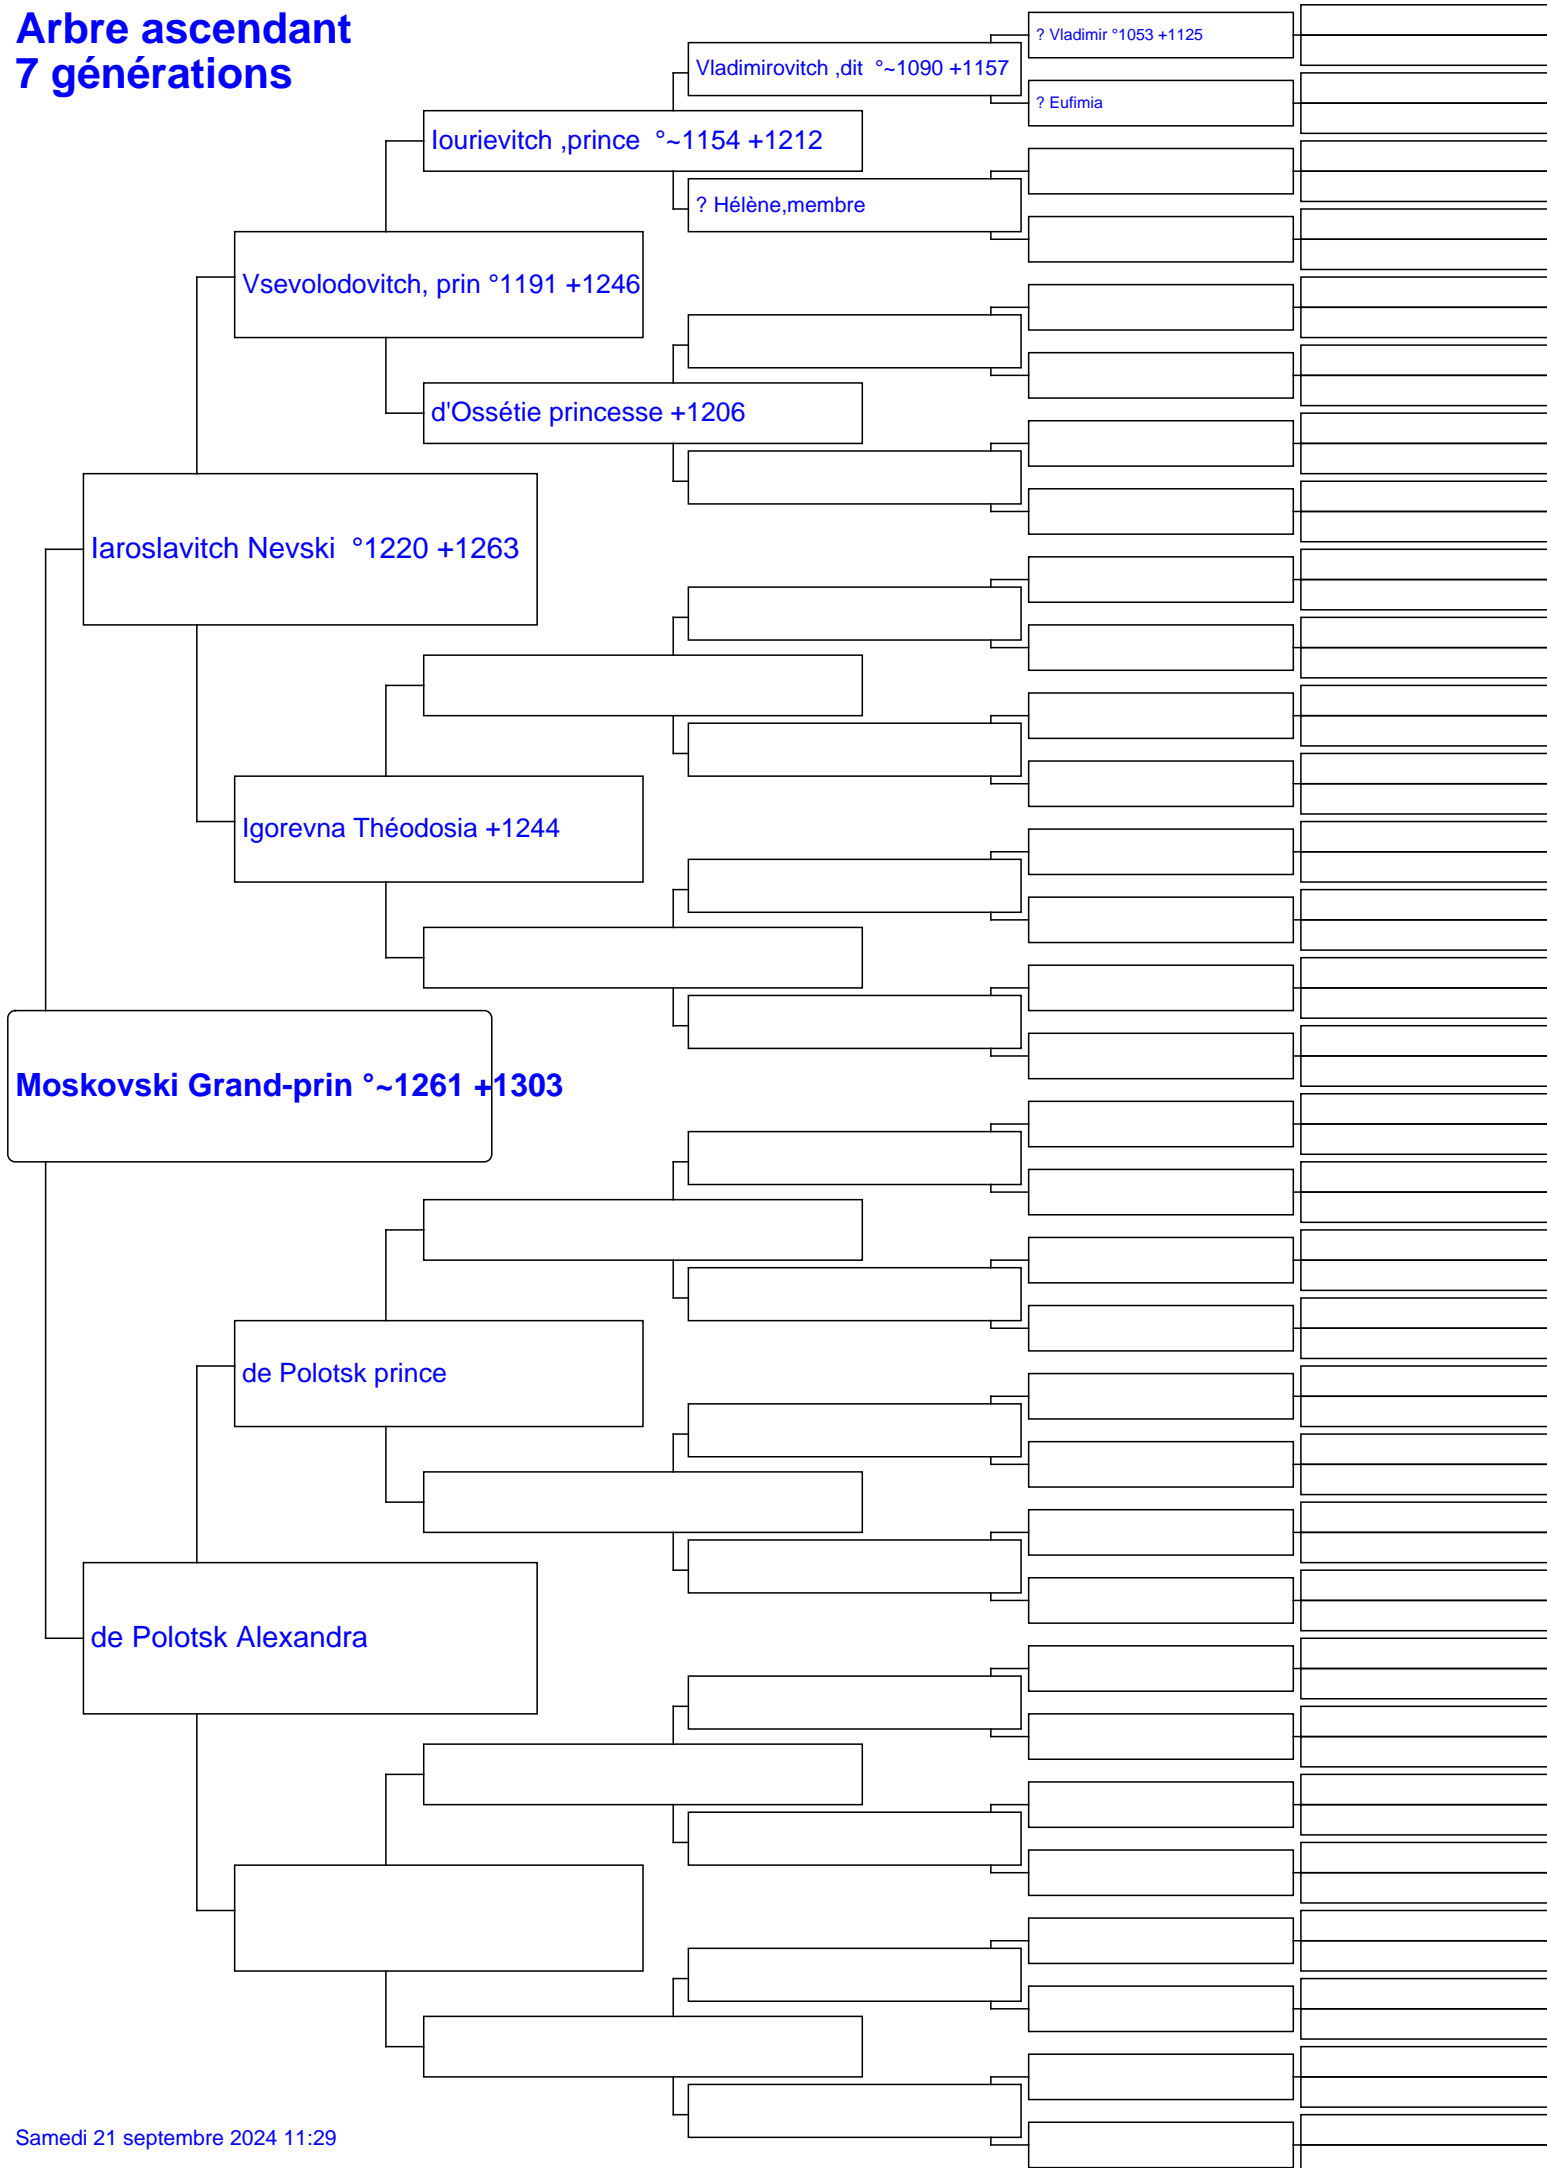 Arbre ascendant
7 générations
? Vladimir °1053 +1125
Vladimirovitch ,dit  °~1090 +1157
? Eufimia
Iourievitch ,prince  °~1154 +1212
? Hélène,membre
Vsevolodovitch, prin °1191 +1246
d'Ossétie princesse +1206
Iaroslavitch Nevski  °1220 +1263
Igorevna Théodosia +1244
Moskovski Grand-prin °~1261 +1303
de Polotsk prince
de Polotsk Alexandra
Samedi 21 septembre 2024 11:29